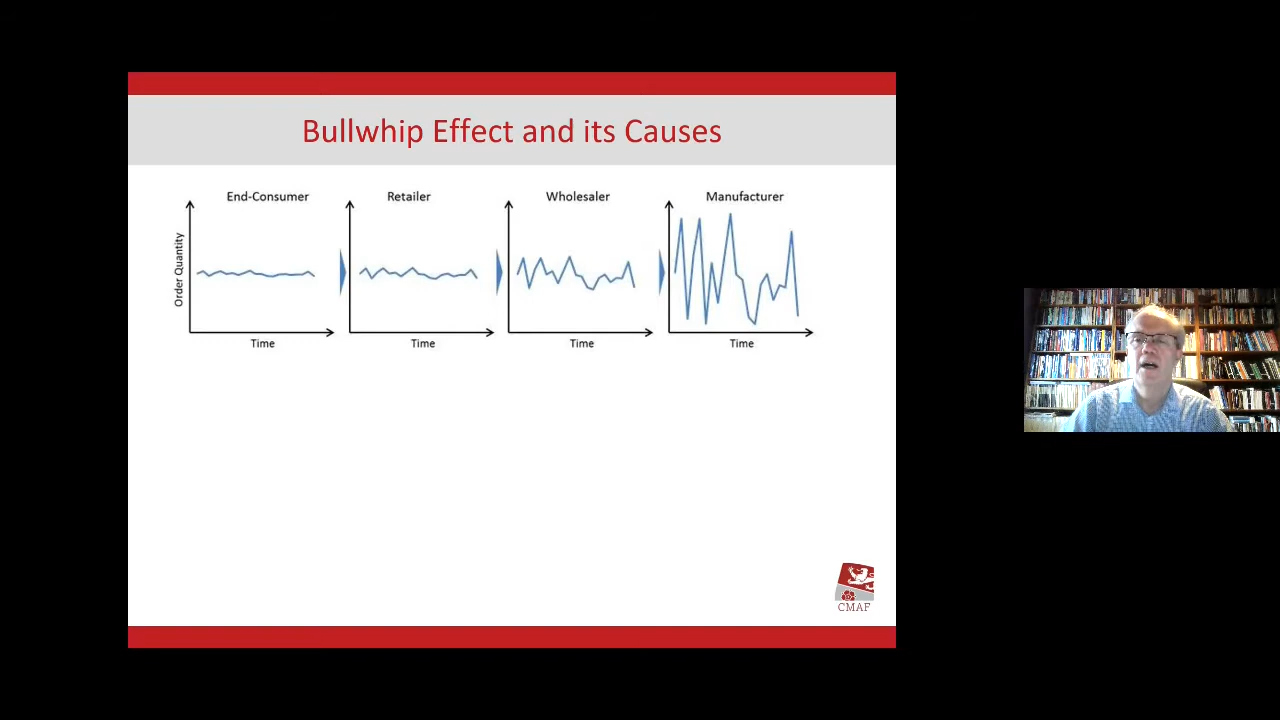 Bullwhip Effect and its Causes
End-Consumer
Retailer
Wholesaler
Manufacturer
Order Quantity
Time
Time
Time
Time
CMAF